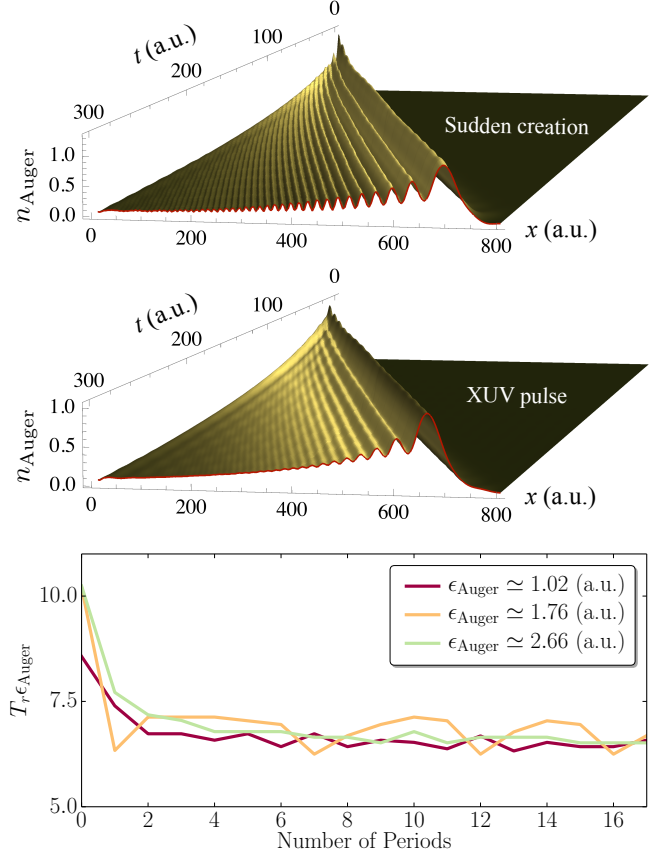 0
100
t (a.u.)
200
300
Sudden creation
1.0
0.5
0.0
n_Auger
0 200 400 600 800
x (a.u.)
0
100
t (a.u.)
200
300
XUV pulse
1.0
0.5
0.0
n_Auger
0 200 400 600 800
x (a.u.)
10.0
7.5
5.0
T_r ϵ_Auger
ϵ_Auger ≃ 1.02 (a.u.)
ϵ_Auger ≃ 1.76 (a.u.)
ϵ_Auger ≃ 2.66 (a.u.)
0 2 4 6 8 10 12 14 16
Number of Periods